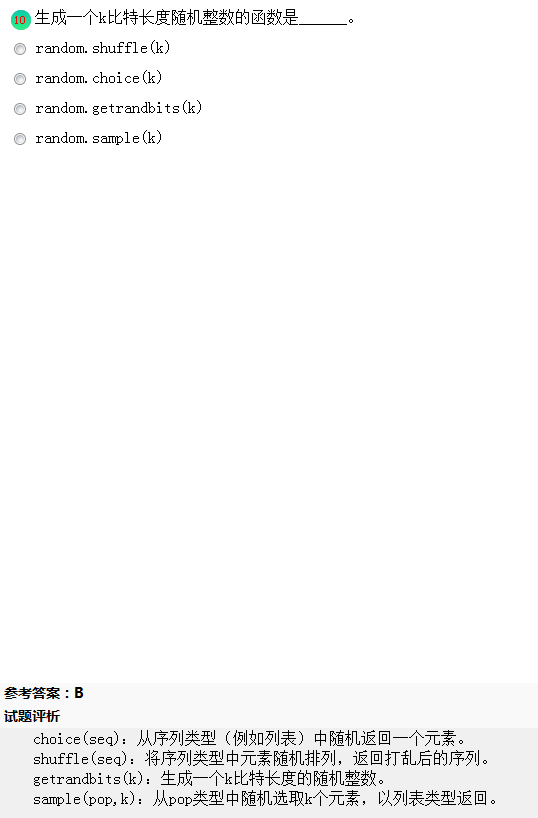 10 生成一个k比特长度随机整数的函数是______。
random.shuffle(k)
random.choice(k)
random.getrandbits(k)
random.sample(k)
参考答案：B
试题评析
choice(seq)：从序列类型（例如列表）中随机返回一个元素。
shuffle(seq)：将序列类型中元素随机排列，返回打乱后的序列。
getrandbits(k)：生成一个k比特长度的随机整数。
sample(pop,k)：从pop类型中随机选取k个元素，以列表类型返回。